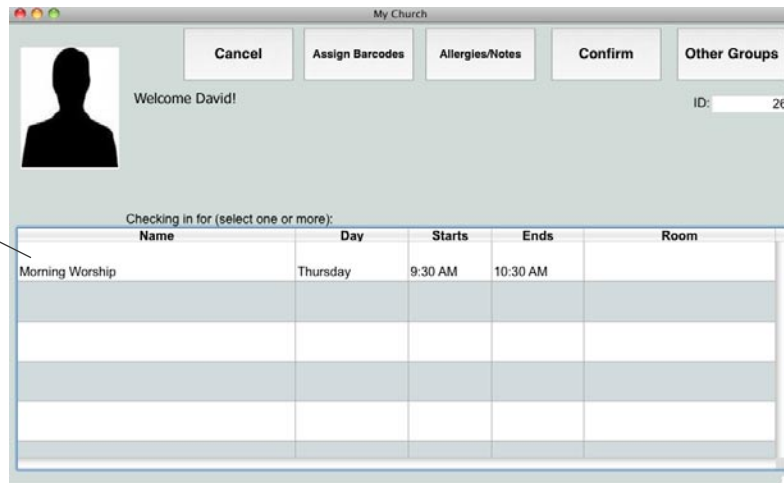 My Church
Cancel Assign Barcodes Allergies/Notes Confirm Other Groups
Welcome David! ID: 26
Checking in for (select one or more):
Name Day Starts Ends Room
Morning Worship Thursday 9:30 AM 10:30 AM